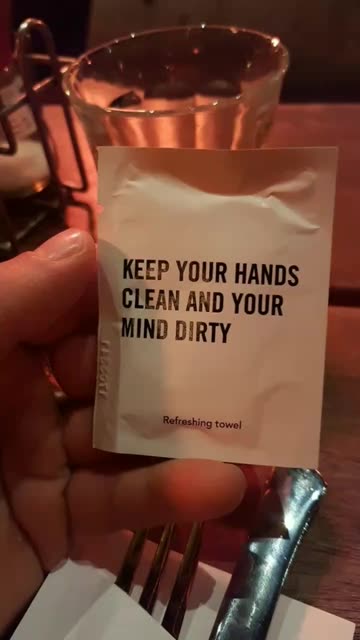 KEEP YOUR HANDS
CLEAN AND YOUR
MIND DIRTY
Refreshing towel